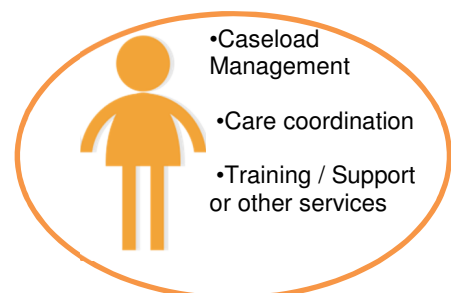 •Caseload
Management
•Care coordination
•Training / Support
or other services